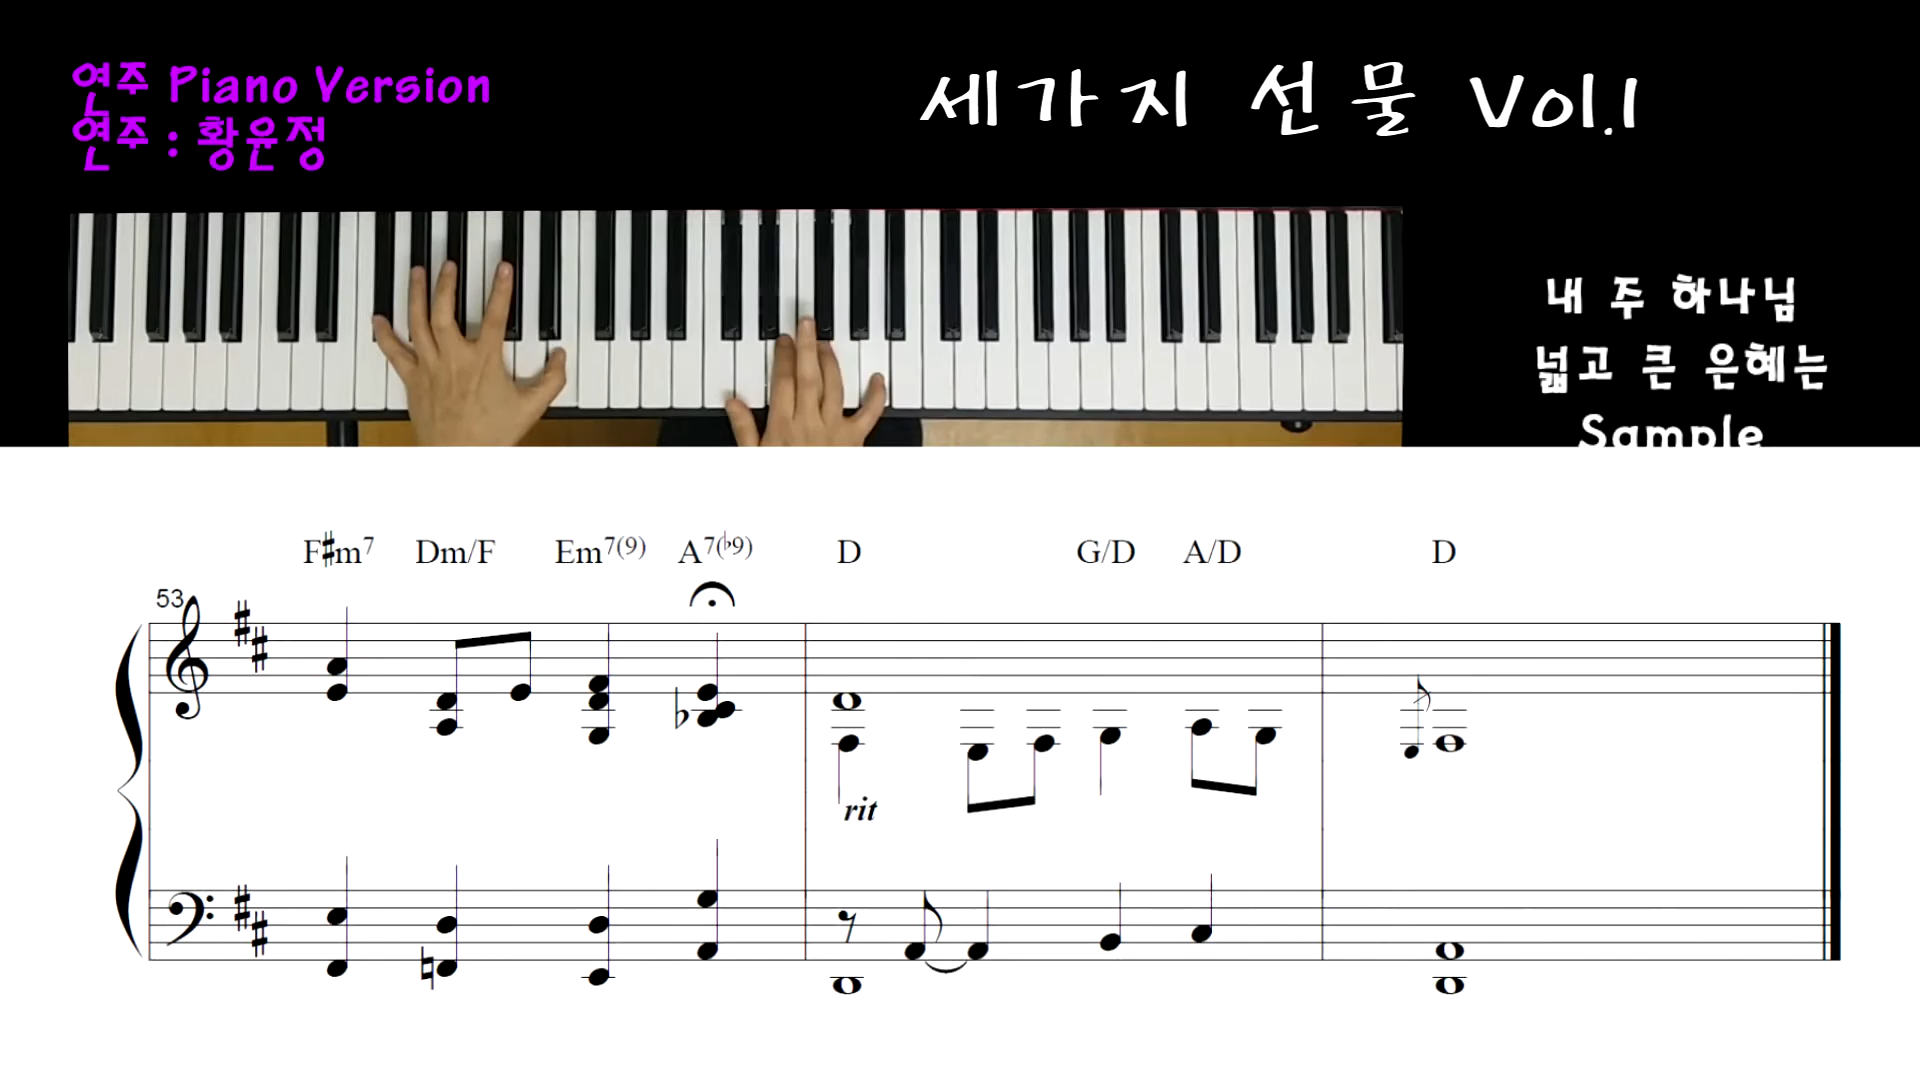 연주 Piano Version
연주 : 황윤정
세가지 선물 Vol.1
내 주 하나님
넓고 큰 은혜는
Sample
F♯m7 Dm/F Em7(9) A7(♭9) D G/D A/D D
53
rit